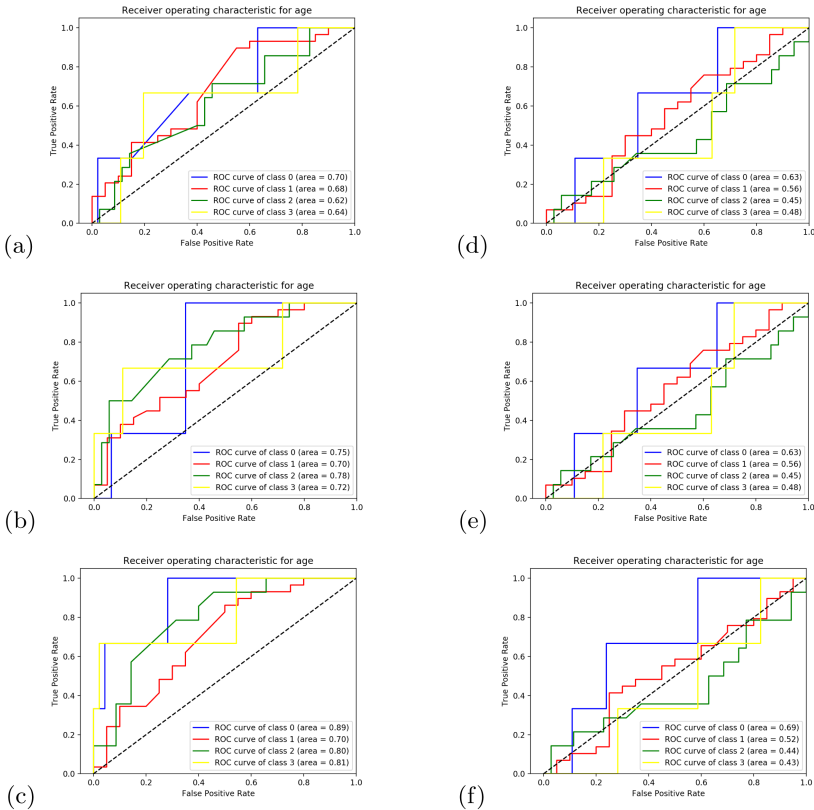 Receiver operating characteristic for age
1.0
0.8
0.6
0.4
0.2
0.0
True Positive Rate
ROC curve of class 0 (area = 0.70)
ROC curve of class 1 (area = 0.68)
ROC curve of class 2 (area = 0.62)
ROC curve of class 3 (area = 0.64)
0.0 0.2 0.4 0.6 0.8 1.0
False Positive Rate
(a)
Receiver operating characteristic for age
1.0
0.8
0.6
0.4
0.2
0.0
True Positive Rate
ROC curve of class 0 (area = 0.63)
ROC curve of class 1 (area = 0.56)
ROC curve of class 2 (area = 0.45)
ROC curve of class 3 (area = 0.48)
0.0 0.2 0.4 0.6 0.8 1.0
False Positive Rate
(d)
Receiver operating characteristic for age
1.0
0.8
0.6
0.4
0.2
0.0
True Positive Rate
ROC curve of class 0 (area = 0.75)
ROC curve of class 1 (area = 0.70)
ROC curve of class 2 (area = 0.78)
ROC curve of class 3 (area = 0.72)
0.0 0.2 0.4 0.6 0.8 1.0
False Positive Rate
(b)
Receiver operating characteristic for age
1.0
0.8
0.6
0.4
0.2
0.0
True Positive Rate
ROC curve of class 0 (area = 0.63)
ROC curve of class 1 (area = 0.56)
ROC curve of class 2 (area = 0.45)
ROC curve of class 3 (area = 0.48)
0.0 0.2 0.4 0.6 0.8 1.0
False Positive Rate
(e)
Receiver operating characteristic for age
1.0
0.8
0.6
0.4
0.2
0.0
True Positive Rate
ROC curve of class 0 (area = 0.89)
ROC curve of class 1 (area = 0.70)
ROC curve of class 2 (area = 0.80)
ROC curve of class 3 (area = 0.81)
0.0 0.2 0.4 0.6 0.8 1.0
False Positive Rate
(c)
Receiver operating characteristic for age
1.0
0.8
0.6
0.4
0.2
0.0
True Positive Rate
ROC curve of class 0 (area = 0.69)
ROC curve of class 1 (area = 0.52)
ROC curve of class 2 (area = 0.44)
ROC curve of class 3 (area = 0.43)
0.0 0.2 0.4 0.6 0.8 1.0
False Positive Rate
(f)